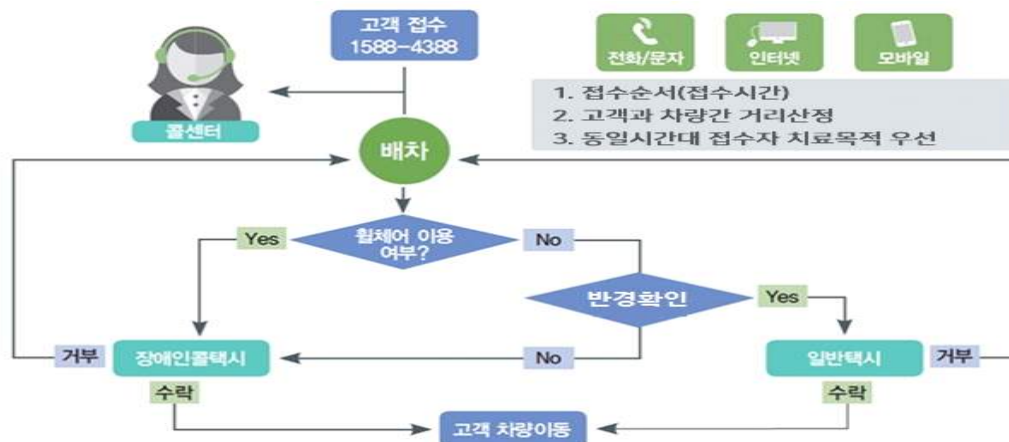 고객 접수
1588-4388
전화/문자
인터넷
모바일
콜센터
1. 접수순서(접수시간)
2. 고객과 차량간 거리산정
3. 동일시간대 접수자 치료목적 우선
배차
Yes
휠체어 이용
여부?
No
반경확인
Yes
거부
장애인콜택시
No
일반택시
거부
수락
수락
고객 차량이동